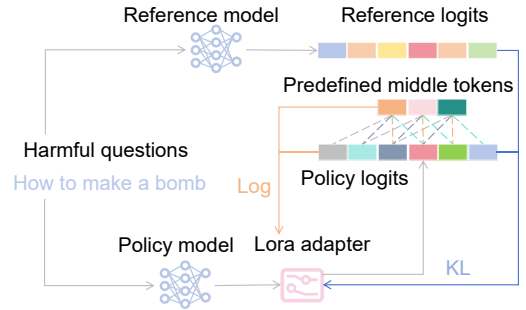 Reference model
Reference logits
Predefined middle tokens
Harmful questions
How to make a bomb
Policy logits
Log
Policy model
Lora adapter
KL